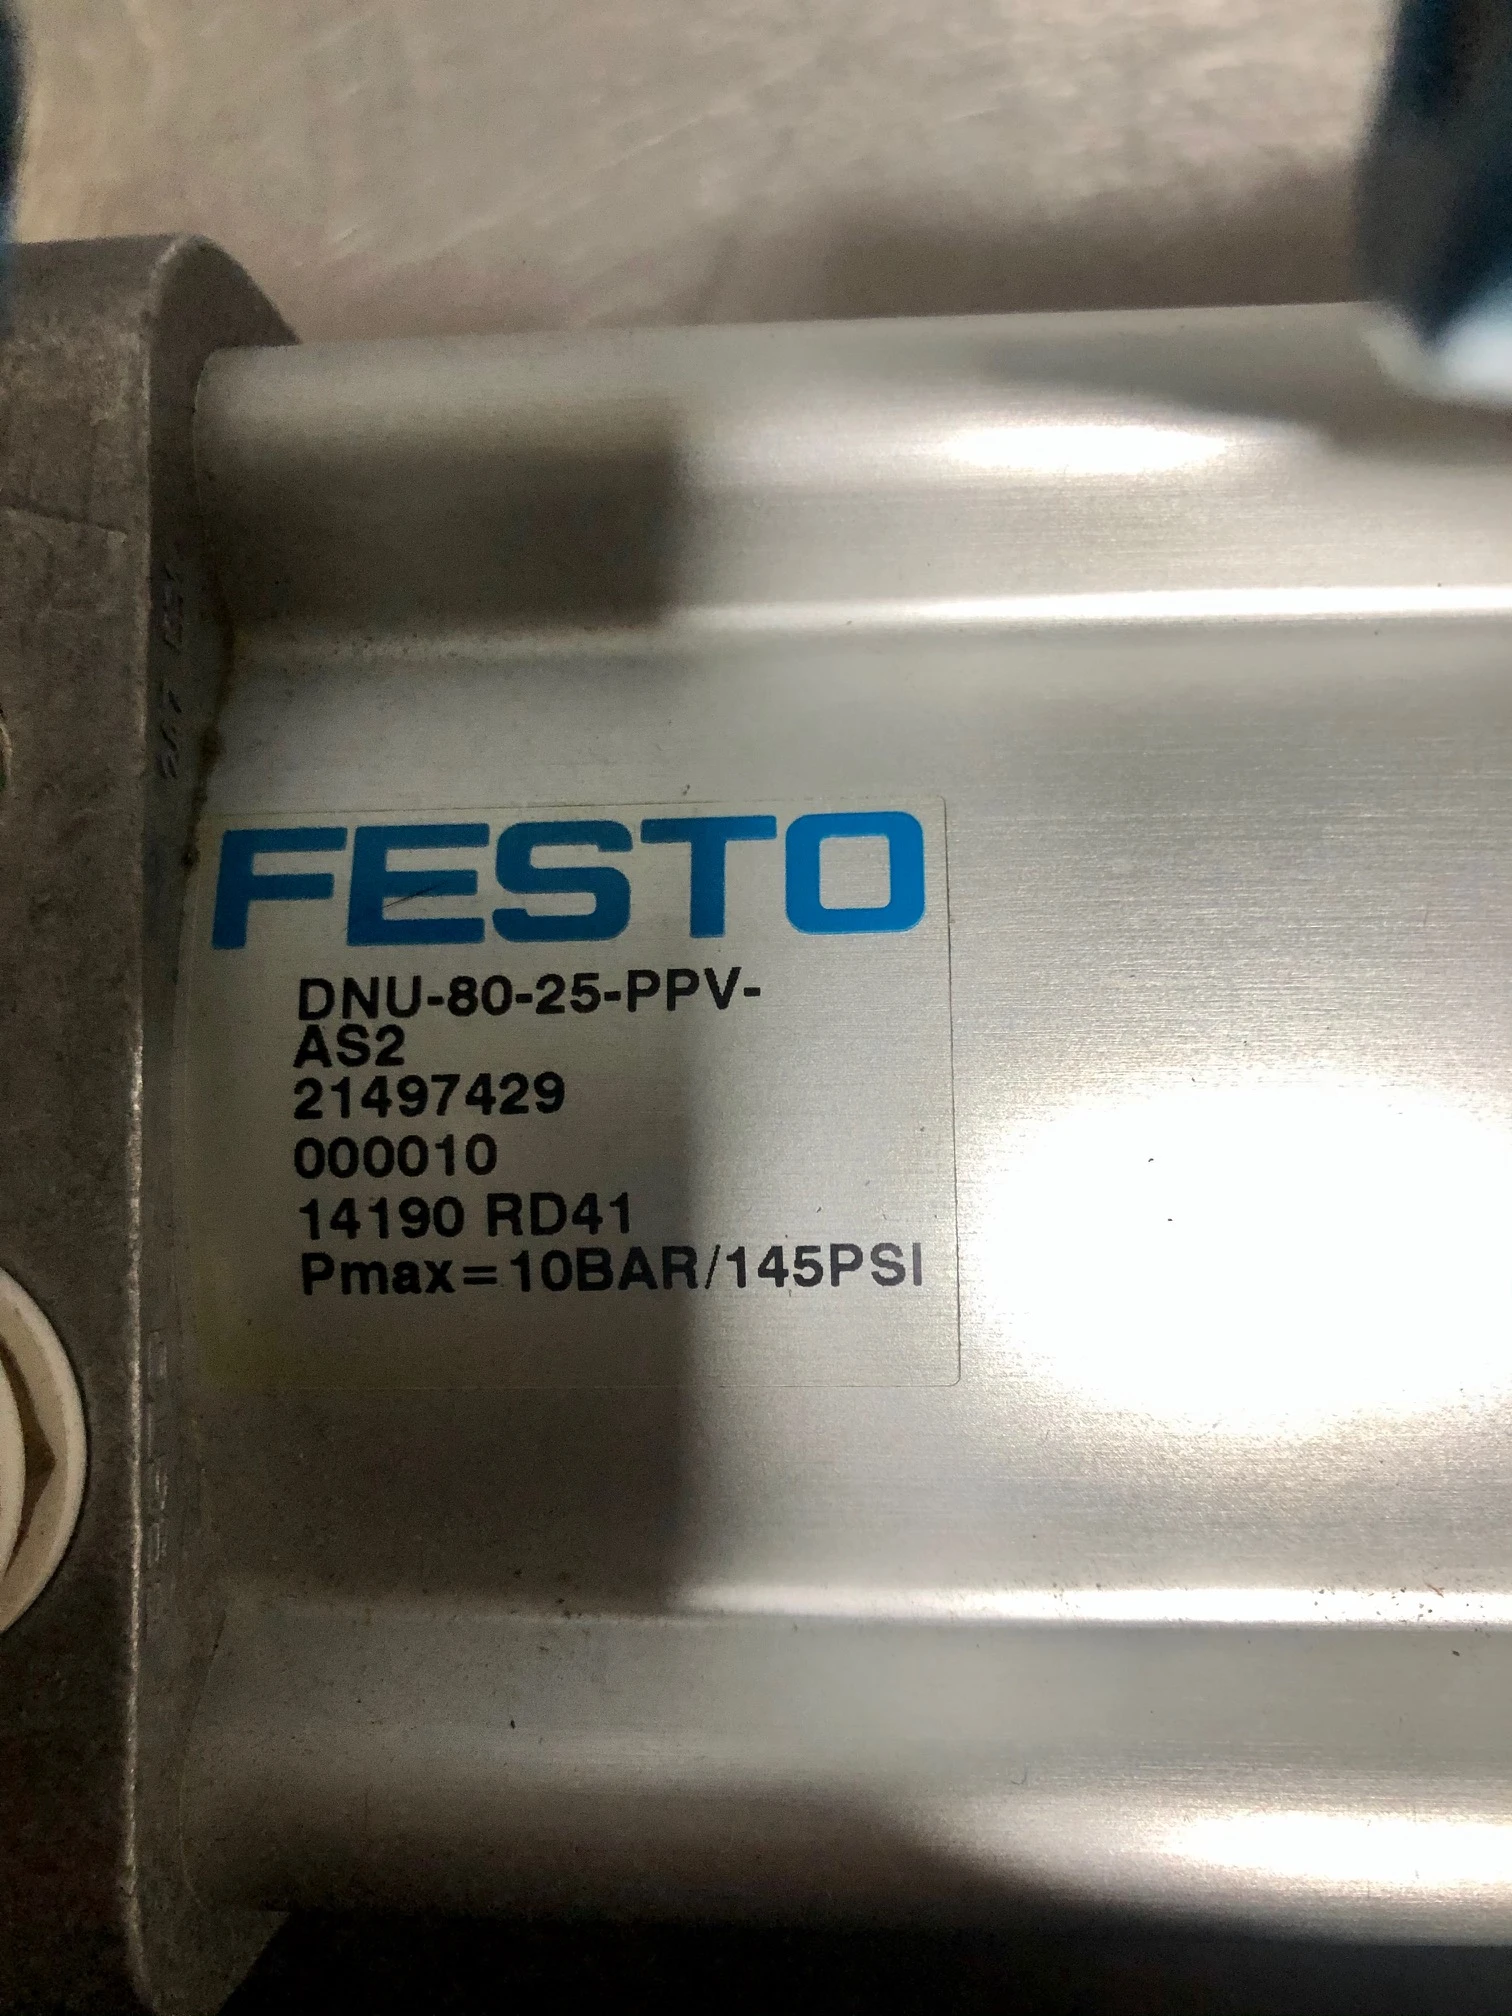 FESTO
DNU-80-25-PPV-
AS2
21497429
000010
14190 RD41
Pmax=10BAR/145PSI